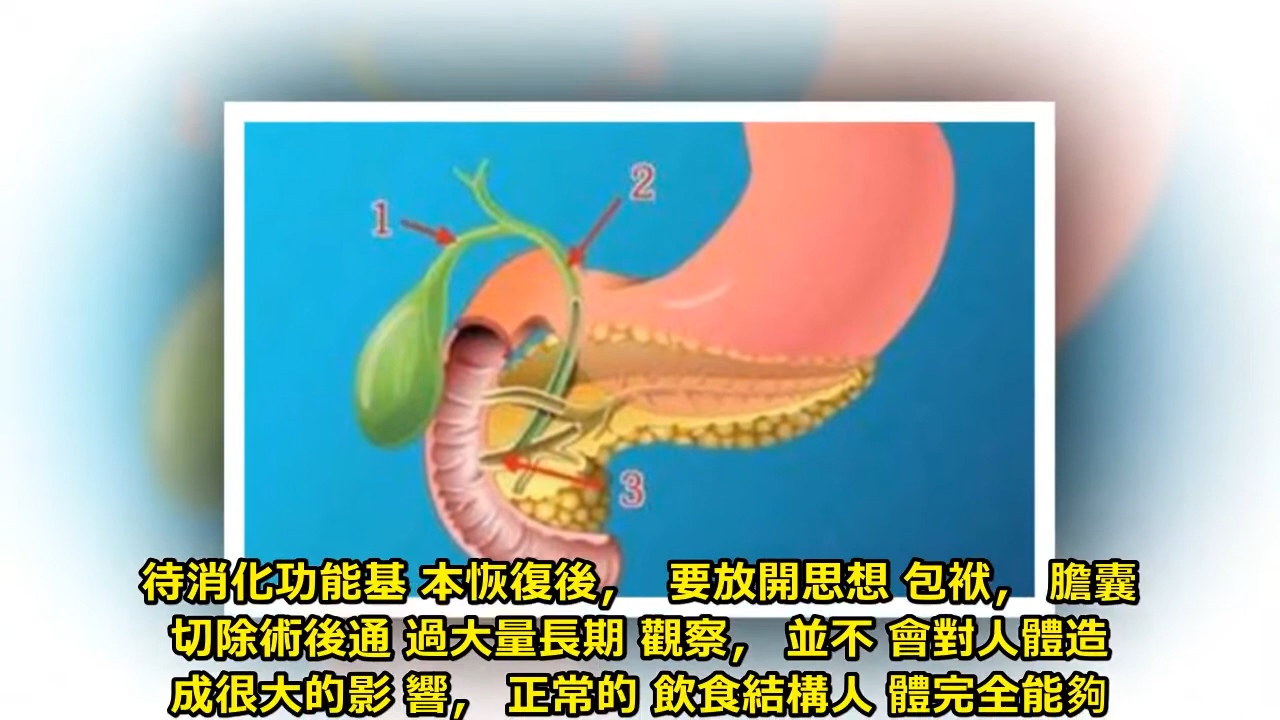 1
2
3
待消化功能基 本恢復後， 要放開思想 包袱， 膽囊
切除術後通 過大量長期 觀察， 並不 會對人體造
成很大的影 響， 正常的 飲食結構人 體完全能夠